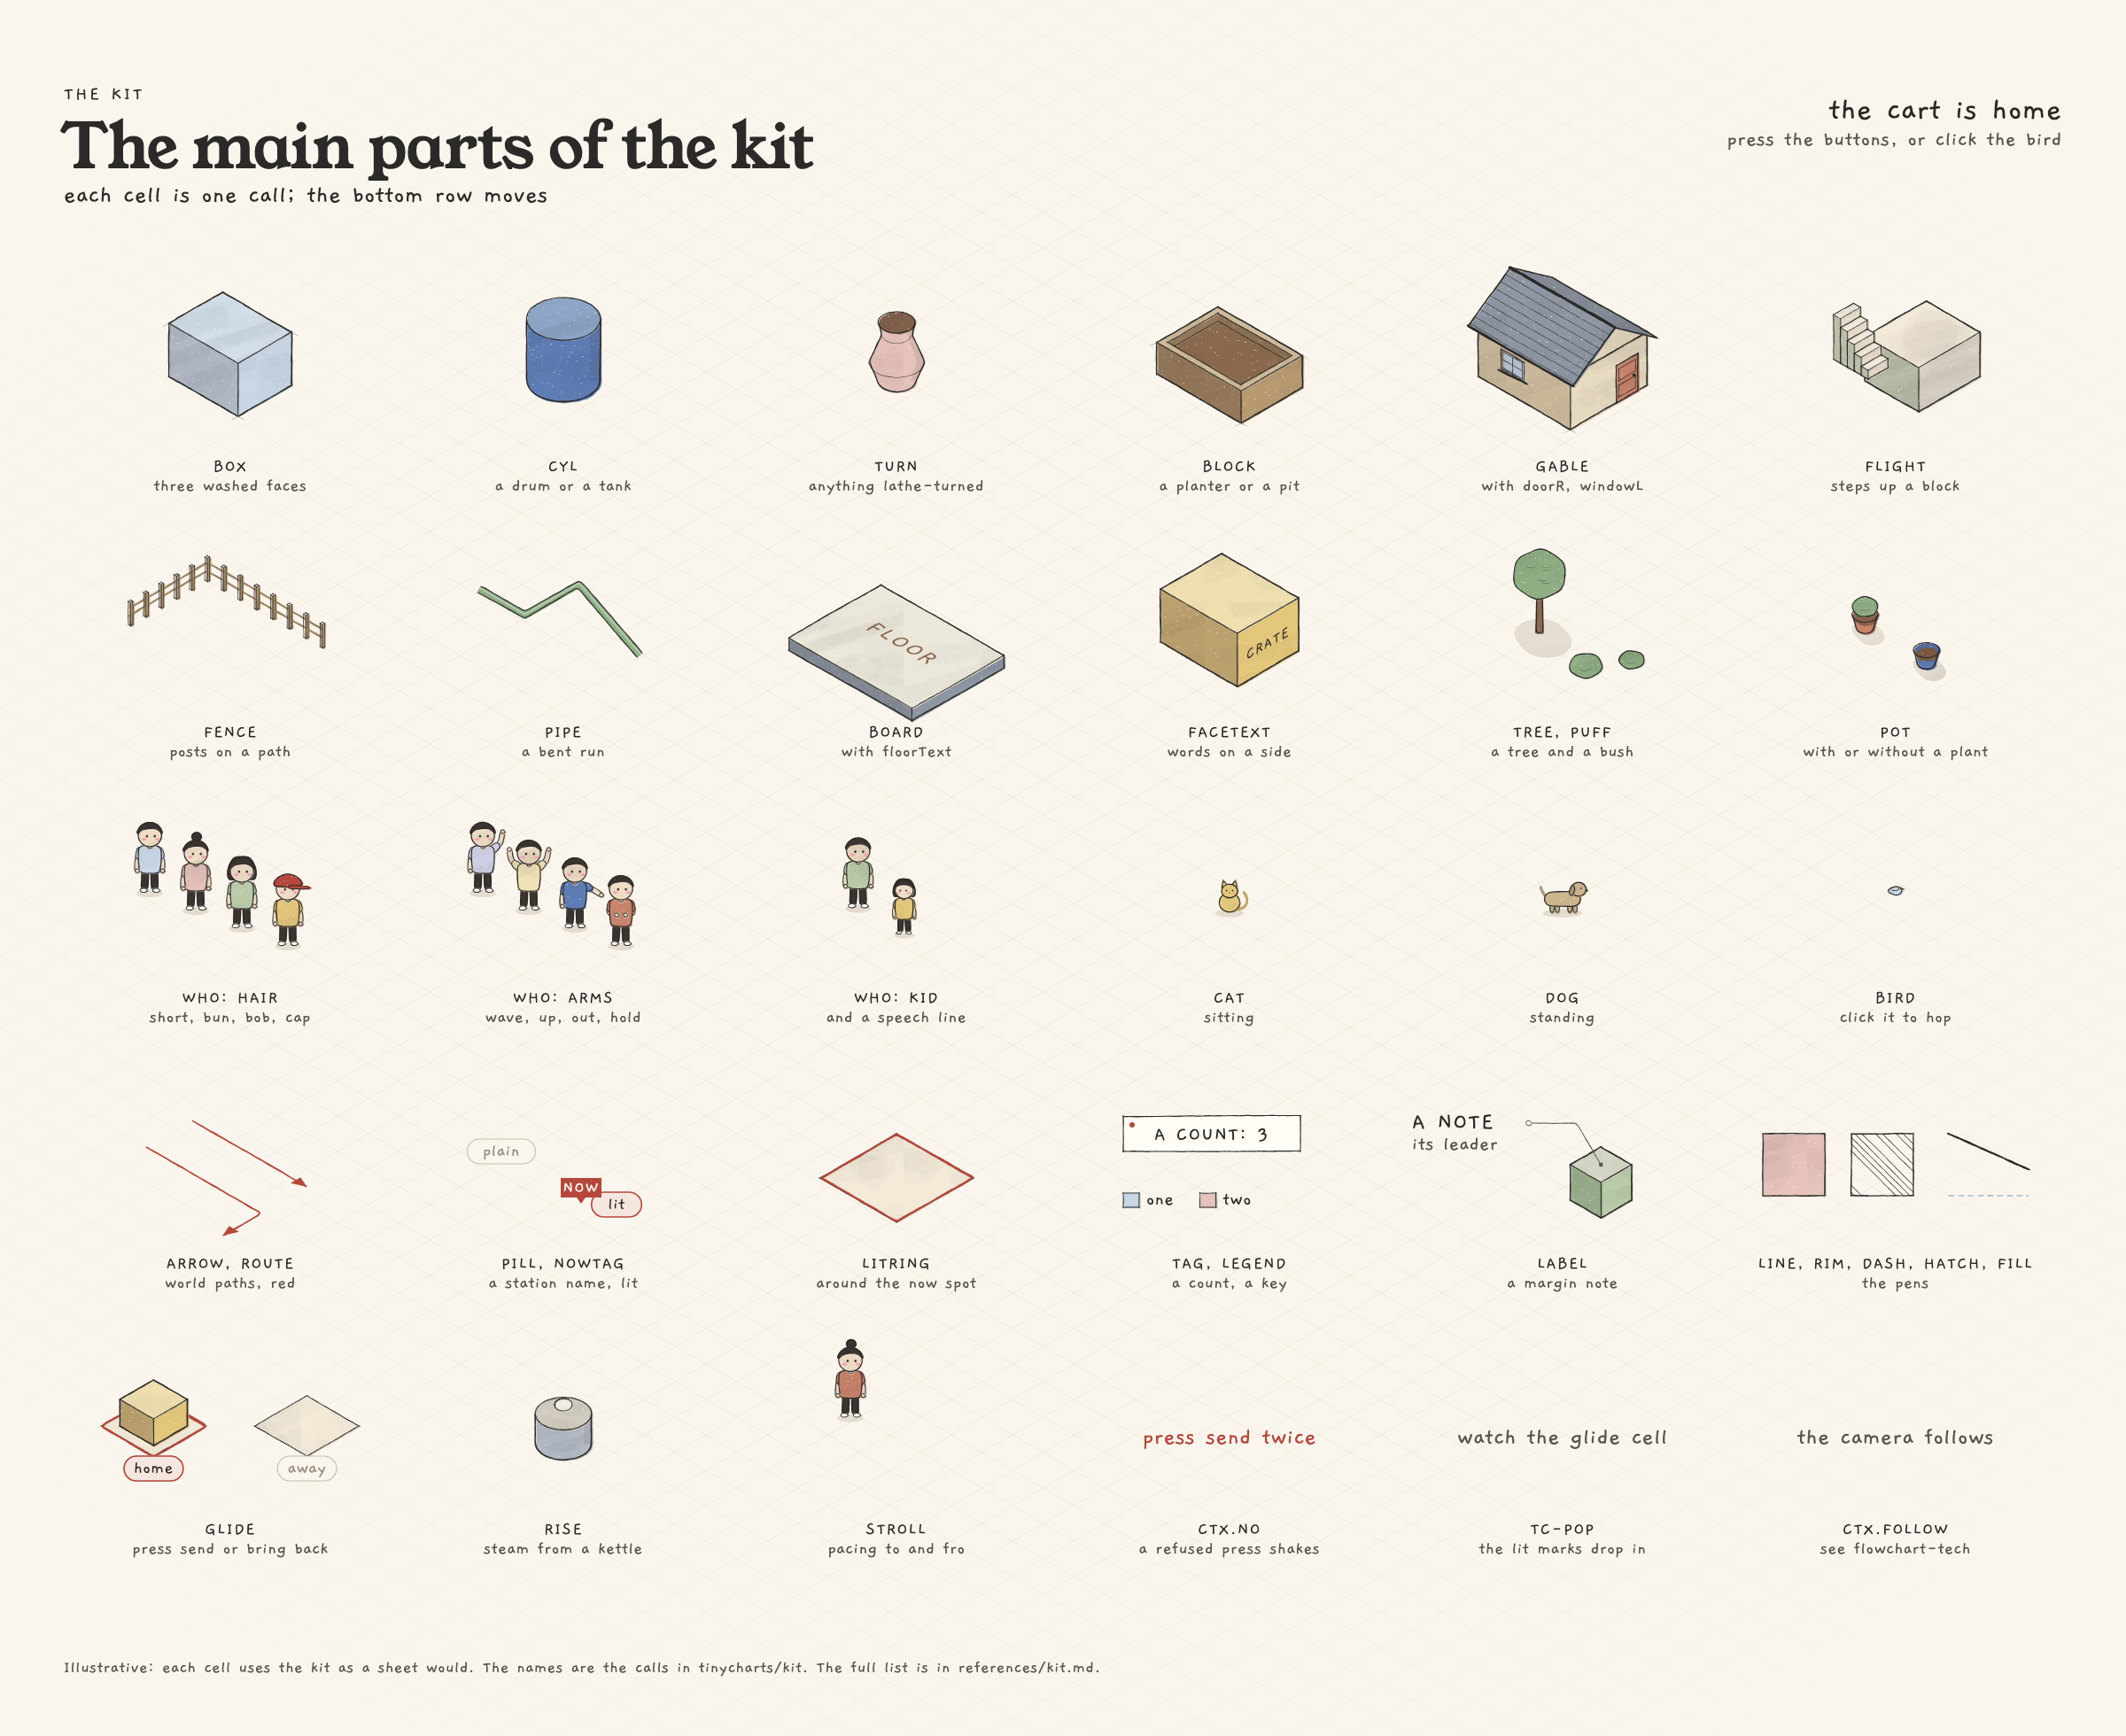 THE KIT
The main parts of the kit
each cell is one call; the bottom row moves
the cart is home
press the buttons, or click the bird
BOX
three washed faces
CYL
a drum or a tank
TURN
anything lathe-turned
BLOCK
a planter or a pit
GABLE
with doorR, windowL
FLIGHT
steps up a block
FENCE
posts on a path
PIPE
a bent run
FLOOR
BOARD
with floorText
CRATE
FACETEXT
words on a side
TREE, PUFF
a tree and a bush
POT
with or without a plant
WHO: HAIR
short, bun, bob, cap
WHO: ARMS
wave, up, out, hold
WHO: KID
and a speech line
CAT
sitting
DOG
standing
BIRD
click it to hop
ARROW, ROUTE
world paths, red
plain
NOW
lit
PILL, NOWTAG
a station name, lit
LITRING
around the now spot
A COUNT: 3
one
two
TAG, LEGEND
a count, a key
A NOTE
its leader
LABEL
a margin note
LINE, RIM, DASH, HATCH, FILL
the pens
home
away
GLIDE
press send or bring back
RISE
steam from a kettle
STROLL
pacing to and fro
press send twice
CTX.NO
a refused press shakes
watch the glide cell
TC-POP
the lit marks drop in
the camera follows
CTX.FOLLOW
see flowchart-tech
Illustrative: each cell uses the kit as a sheet would. The names are the calls in tinycharts/kit. The full list is in references/kit.md.